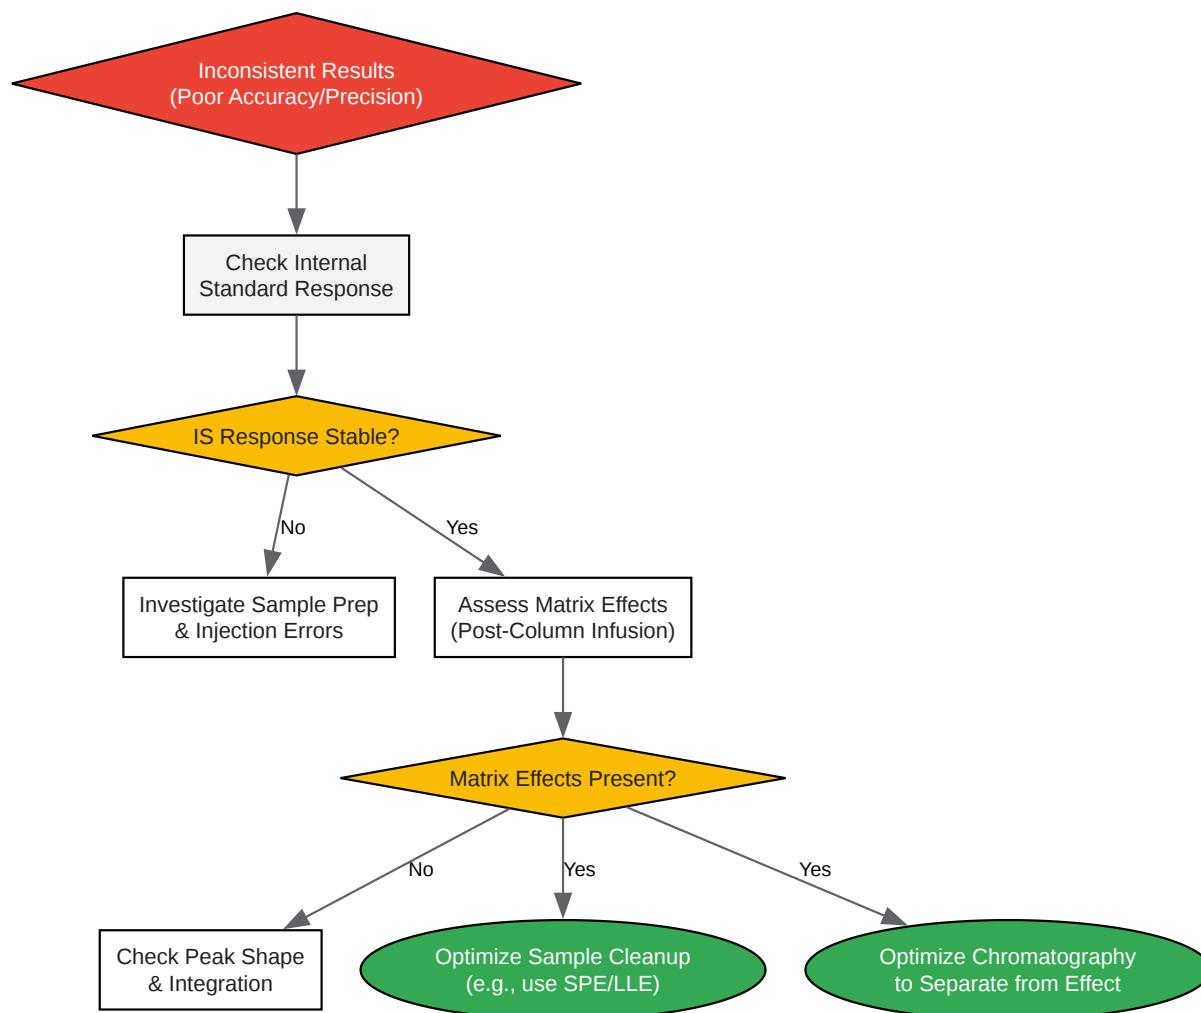 Inconsistent Results
(Poor Accuracy/Precision)
Check Internal
Standard Response
IS Response Stable?
No
Yes
Investigate Sample Prep
& Injection Errors
Assess Matrix Effects
(Post-Column Infusion)
Matrix Effects Present?
No
Yes
Yes
Check Peak Shape
& Integration
Optimize Sample Cleanup
(e.g., use SPE/LLE)
Optimize Chromatography
to Separate from Effect